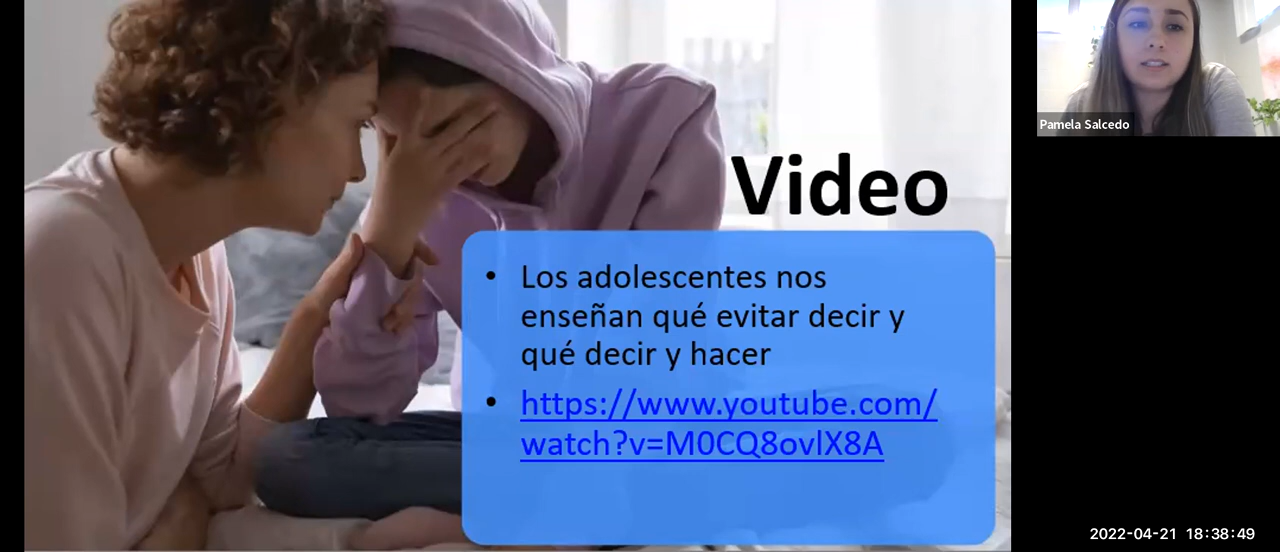 Video
• Los adolescentes nos
enseñan qué evitar decir y
qué decir y hacer
• https://www.youtube.com/
watch?v=M0CQ8ovlX8A
Pamela Salcedo
2022-04-21 18:38:49